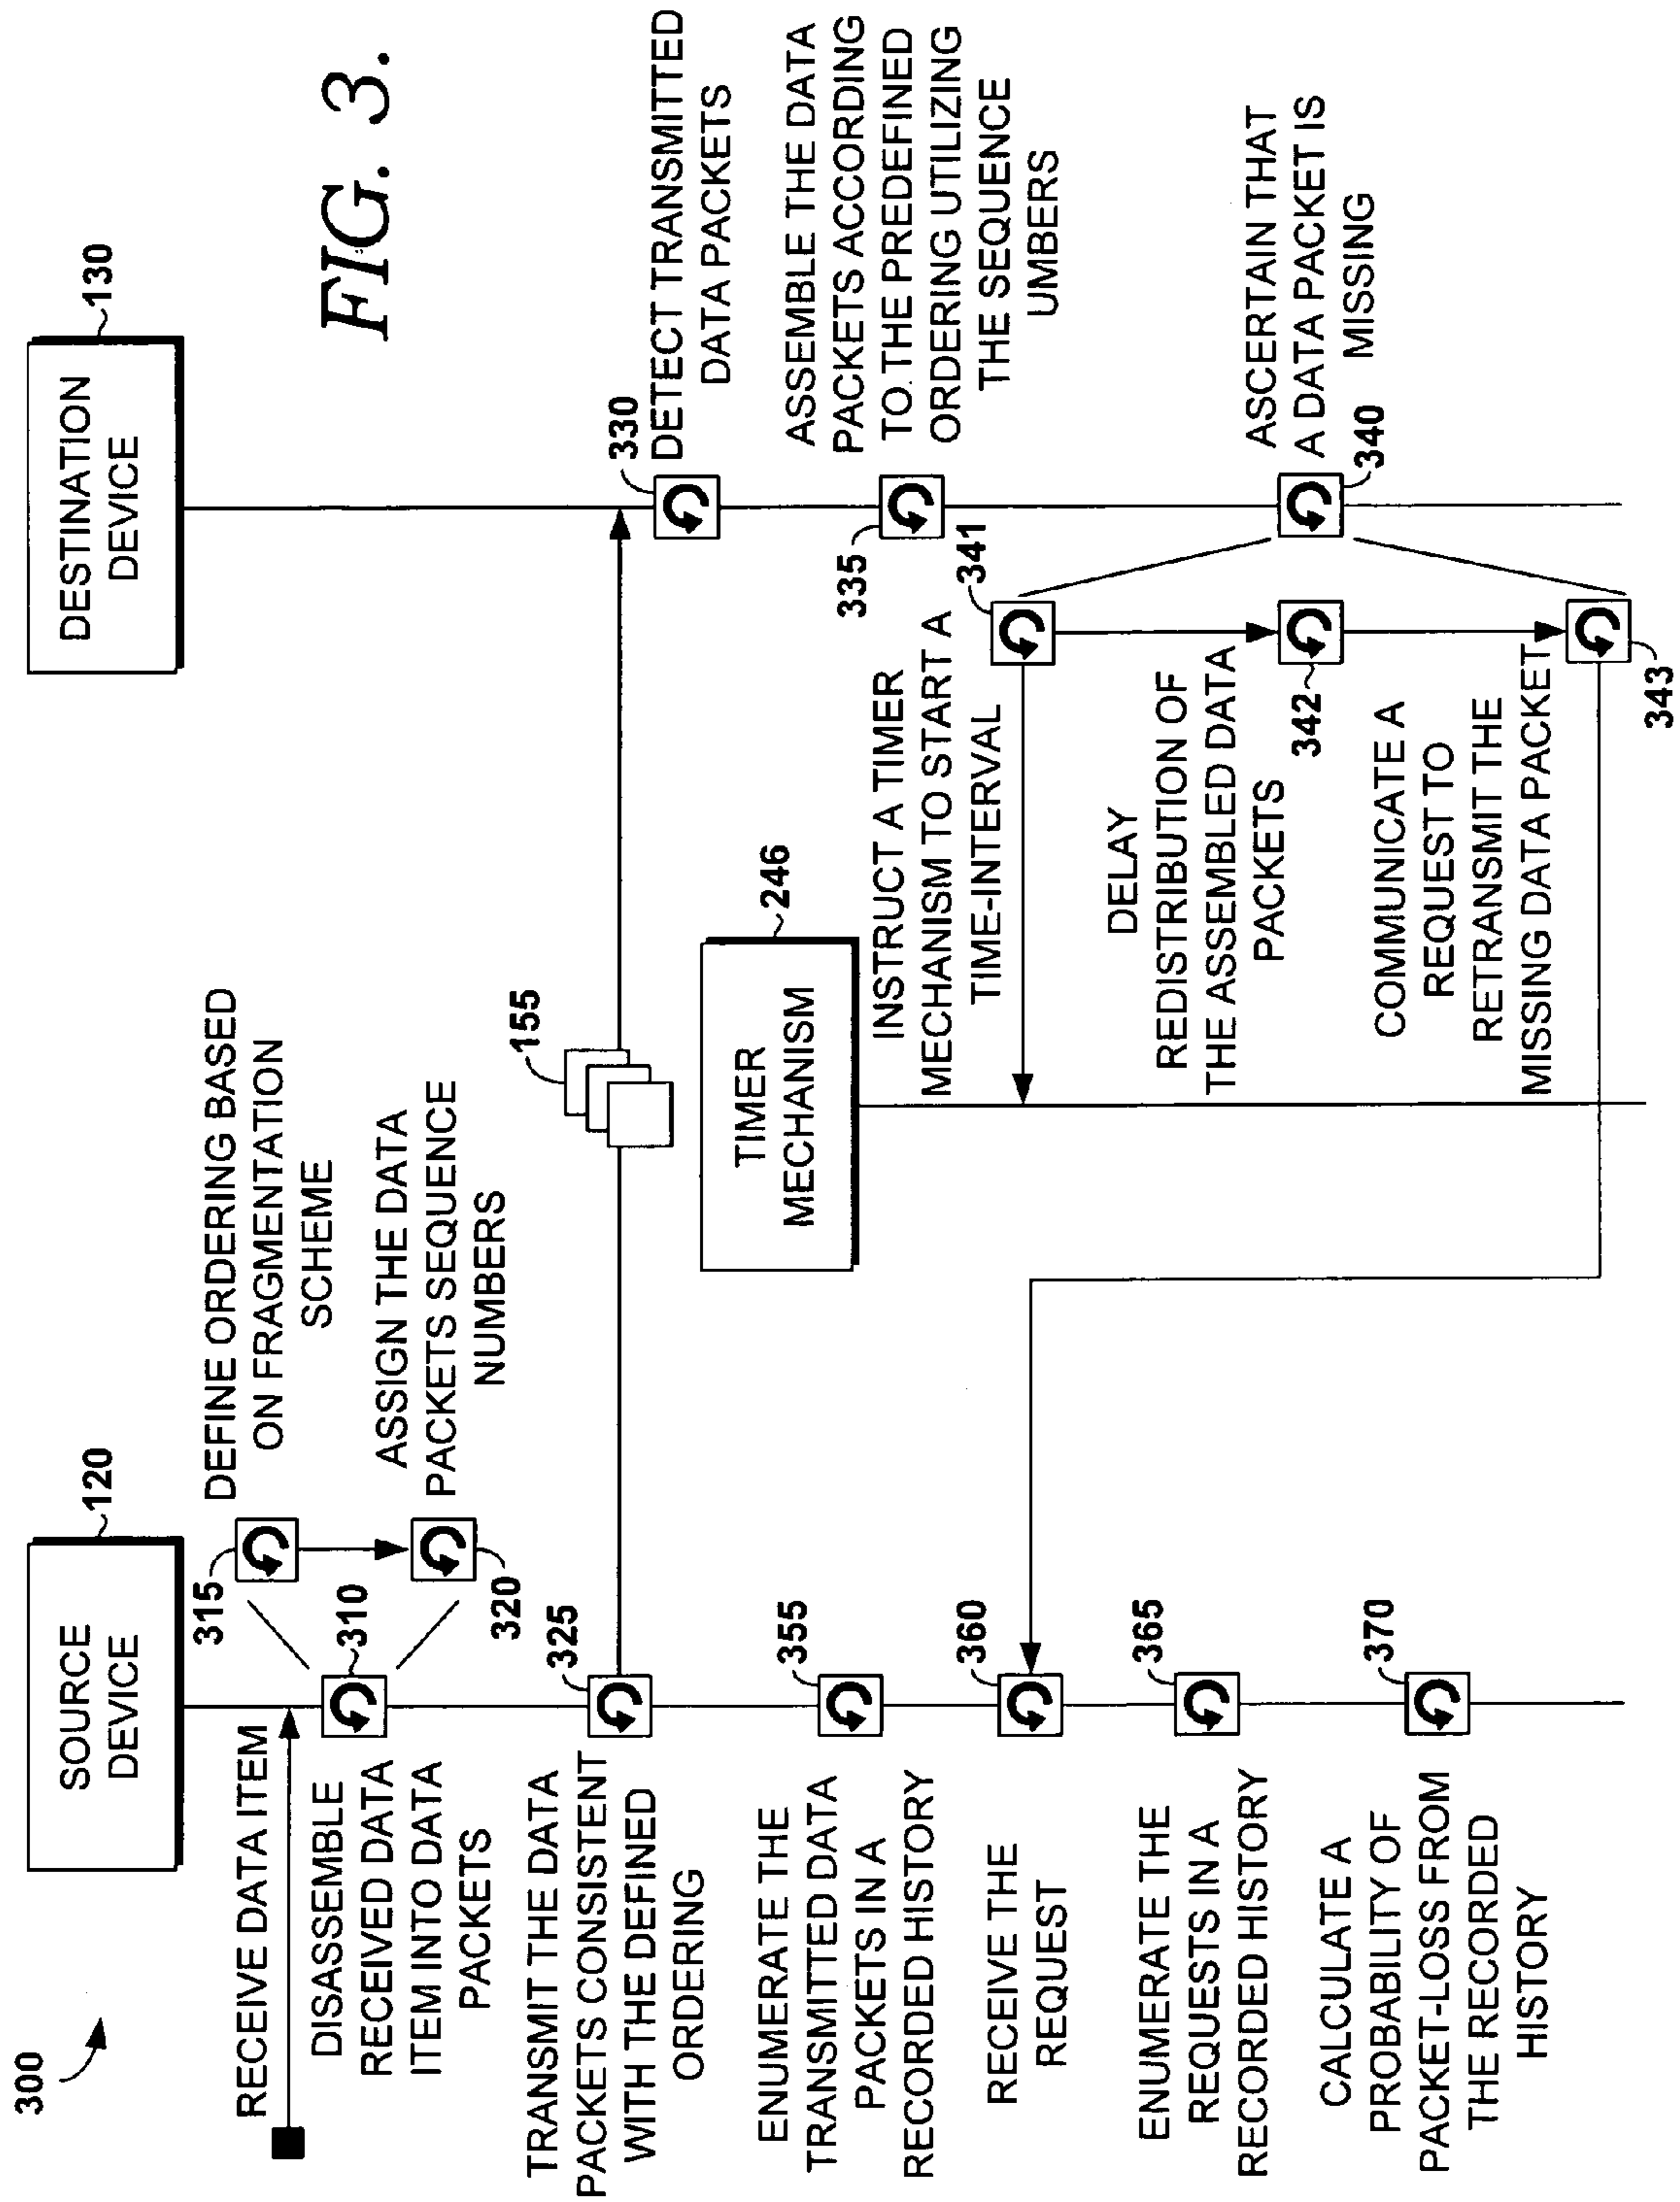 300
SOURCE
DEVICE
120
DESTINATION
DEVICE
130
FIG. 3.
RECEIVE DATA ITEM
315
DEFINE ORDERING BASED
ON FRAGMENTATION
SCHEME
310
DISASSEMBLE
RECEIVED DATA
ITEM INTO DATA
PACKETS
320
ASSIGN THE DATA
PACKETS SEQUENCE
NUMBERS
325
TRANSMIT THE DATA
PACKETS CONSISTENT
WITH THE DEFINED
ORDERING
155
330
DETECT TRANSMITTED
DATA PACKETS
TIMER
MECHANISM
246
355
ENUMERATE THE
TRANSMITTED DATA
PACKETS IN A
RECORDED HISTORY
335
ASSEMBLE THE DATA
PACKETS ACCORDING
TO THE PREDEFINED
ORDERING UTILIZING
THE SEQUENCE
UMBERS
341
INSTRUCT A TIMER
MECHANISM TO START A
TIME-INTERVAL
360
RECEIVE THE
REQUEST
365
ENUMERATE THE
REQUESTS IN A
RECORDED HISTORY
342
DELAY
REDISTRIBUTION OF
THE ASSEMBLED DATA
PACKETS
340
ASCERTAIN THAT
A DATA PACKET IS
MISSING
370
CALCULATE A
PROBABILITY OF
PACKET-LOSS FROM
THE RECORDED
HISTORY
343
COMMUNICATE A
REQUEST TO
RETRANSMIT THE
MISSING DATA PACKET